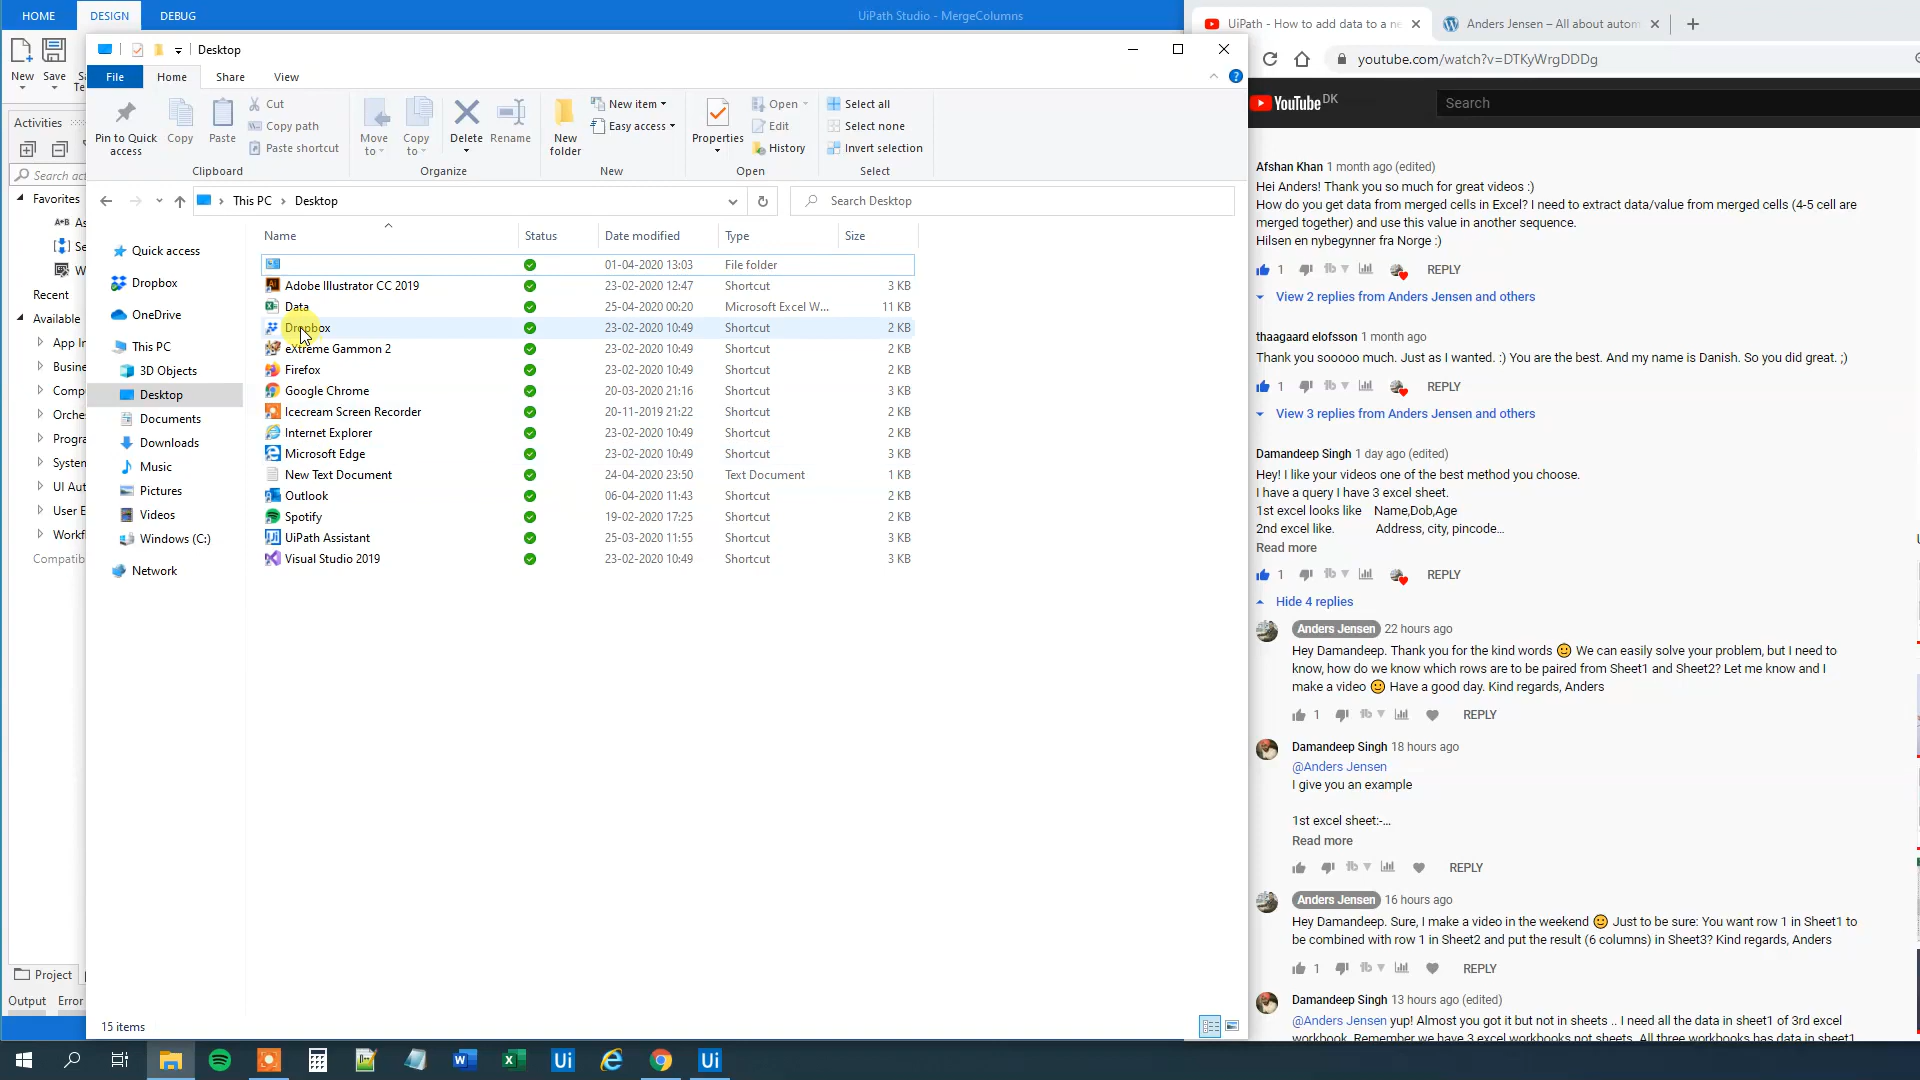 HOME
DESIGN
DEBUG
UiPath Studio - MergeColumns
New
Save
Activities
Favorites
Recent
Available
Project
Output
Error
Desktop
File
Home
Share
View
Pin to Quick access
Copy
Paste
Cut
Copy path
Paste shortcut
Clipboard
Move to
Copy to
Delete
Rename
Organize
New folder
New item
Easy access
New
Properties
Open
Edit
History
Open
Select all
Select none
Invert selection
Select
This PC
Desktop
Search Desktop
Name
Status
Date modified
Type
Size
Quick access
Dropbox
OneDrive
This PC
3D Objects
Desktop
Documents
Downloads
Music
Pictures
Videos
Windows (C:)
Network
01-04-2020 13:03 File folder
Adobe Illustrator CC 2019 23-02-2020 12:47 Shortcut 3 KB
Data 25-04-2020 00:20 Microsoft Excel W... 11 KB
Dropbox 23-02-2020 10:49 Shortcut 2 KB
eXtreme Gammon 2 23-02-2020 10:49 Shortcut 2 KB
Firefox 23-02-2020 10:49 Shortcut 2 KB
Google Chrome 20-03-2020 21:16 Shortcut 3 KB
Icecream Screen Recorder 20-11-2019 21:22 Shortcut 2 KB
Internet Explorer 23-02-2020 10:49 Shortcut 2 KB
Microsoft Edge 23-02-2020 10:49 Shortcut 3 KB
New Text Document 24-04-2020 23:50 Text Document 1 KB
Outlook 06-04-2020 11:43 Shortcut 2 KB
Spotify 19-02-2020 17:25 Shortcut 2 KB
UiPath Assistant 25-03-2020 11:55 Shortcut 3 KB
Visual Studio 2019 23-02-2020 10:49 Shortcut 3 KB
15 items
UiPath - How to add data to a ne
Anders Jensen – All about autom
youtube.com/watch?v=DTKyWrgDDDg
YouTube DK
Search
Afshan Khan 1 month ago (edited)
Hei Anders! Thank you so much for great videos :)
How do you get data from merged cells in Excel? I need to extract data/value from merged cells (4-5 cell are
merged together) and use this value in another sequence.
Hilsen en nybegynner fra Norge :)
1 REPLY
View 2 replies from Anders Jensen and others
thaagaard elofsson 1 month ago
Thank you sooooo much. Just as I wanted. :) You are the best. And my name is Danish. So you did great. ;)
1 REPLY
View 3 replies from Anders Jensen and others
Damandeep Singh 1 day ago (edited)
Hey! I like your videos one of the best method you choose.
I have a query I have 3 excel sheet.
1st excel looks like Name,Dob,Age
2nd excel like. Address, city, pincode...
Read more
1 REPLY
Hide 4 replies
Anders Jensen 22 hours ago
Hey Damandeep. Thank you for the kind words 🙂 We can easily solve your problem, but I need to
know, how do we know which rows are to be paired from Sheet1 and Sheet2? Let me know and I
make a video 🙂 Have a good day. Kind regards, Anders
1 REPLY
Damandeep Singh 18 hours ago
@Anders Jensen
I give you an example
1st excel sheet:-...
Read more
REPLY
Anders Jensen 16 hours ago
Hey Damandeep. Sure, I make a video in the weekend 🙂 Just to be sure: You want row 1 in Sheet1 to
be combined with row 1 in Sheet2 and put the result (6 columns) in Sheet3? Kind regards, Anders
1 REPLY
Damandeep Singh 13 hours ago (edited)
@Anders Jensen yup! Almost you got it but not in sheets .. I need all the data in sheet1 of 3rd excel
workbook. Remember we have 3 excel workbooks not sheets. All three workbooks has data in sheet1